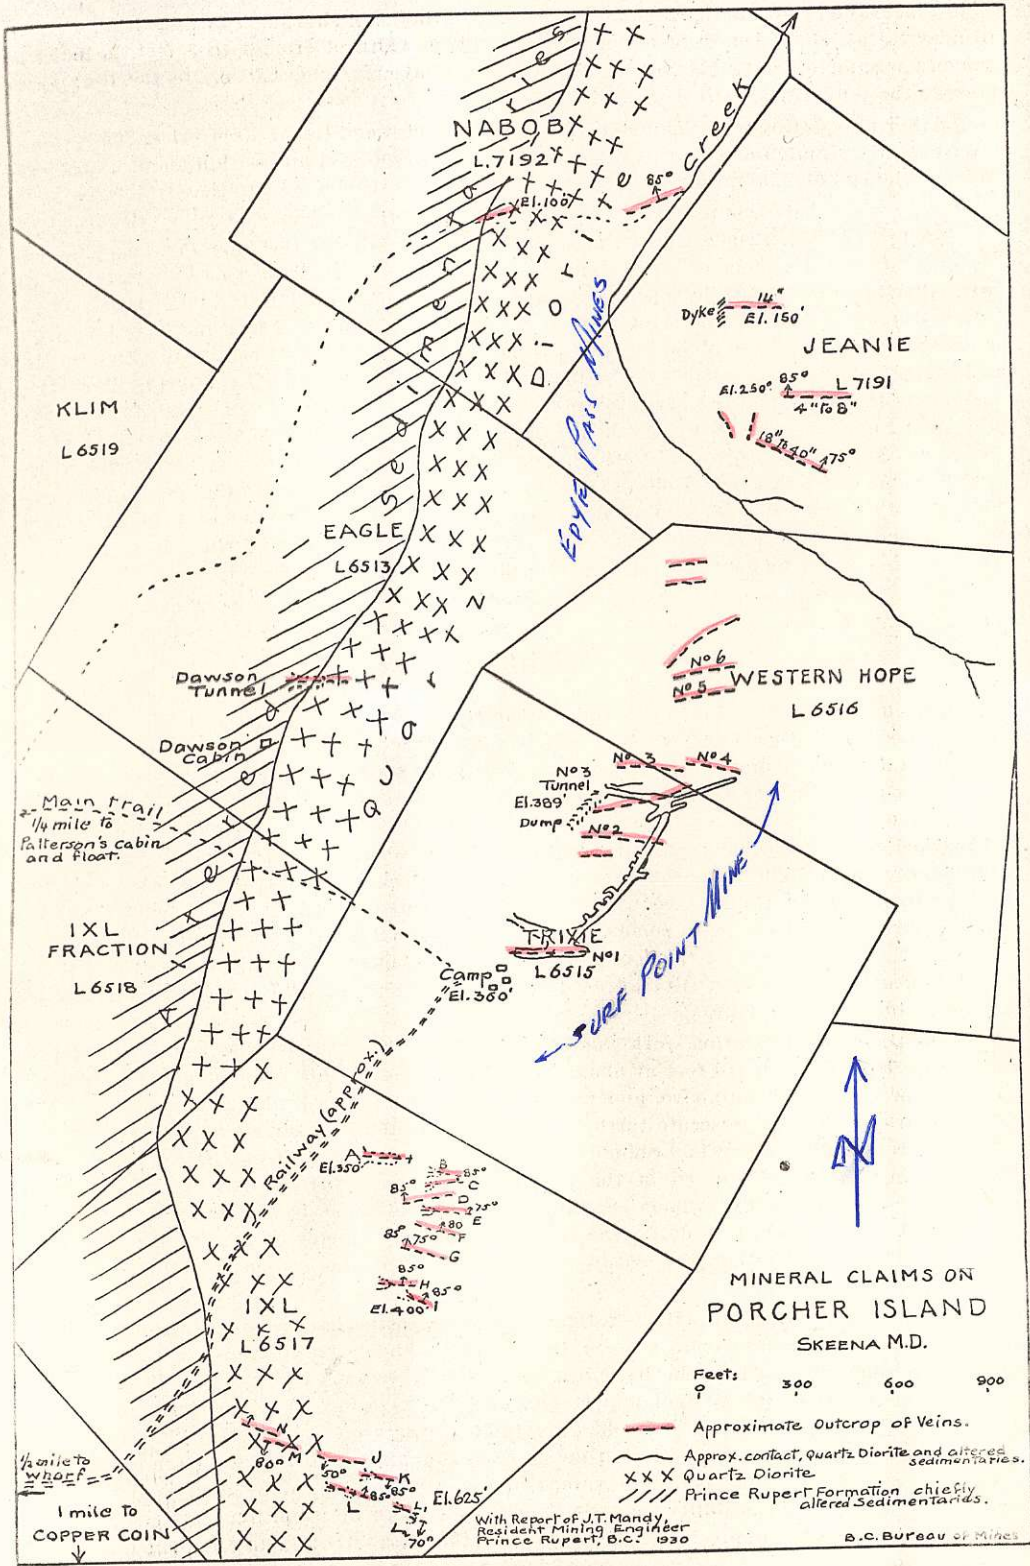 NABOB
L.7192
El.100'
85°
Creek
Altered Sedimentaries
Quartz Diorite
EDYE PASS MINES
14"
Dyke
El.150'
JEANIE
El.250'
85°
L7191
4" To 8"
18" To 40"
75°
KLIM
L6519
EAGLE
L6513
Dawson
Tunnel
Dawson
Cabin
Main trail
1/4 mile to
Patterson's cabin
and float.
No 6
No 5
WESTERN HOPE
L6516
No 3
No 4
No 3
Tunnel
El.389'
Dump
No 2
TRIXIE
No 1
L6515
Camp
El.360'
SURF POINT MINE
IXL
FRACTION
L6518
Railway (approx.)
A
El.350'
B
85°
C
85°
D
75°
E
80
F
85°
75°
G
85°
H
85°
El.400'
I
IXL
L6517
N
M
80°
J
50°
K
85°
85°
L
L1
El.625'
L2
70°
1/2 mile to
wharf
1 mile to
COPPER COIN
N
MINERAL CLAIMS ON
PORCHER ISLAND
SKEENA M.D.
Feet:
0 300 600 900
Approximate Outcrop of Veins.
Approx. contact, Quartz Diorite and altered
sedimentaries.
XXX Quartz Diorite
//// Prince Rupert Formation chiefly
altered Sedimentaries.
With Report of J.T. Mandy,
Resident Mining Engineer
Prince Rupert, B.C. 1930
B.C. Bureau of Mines